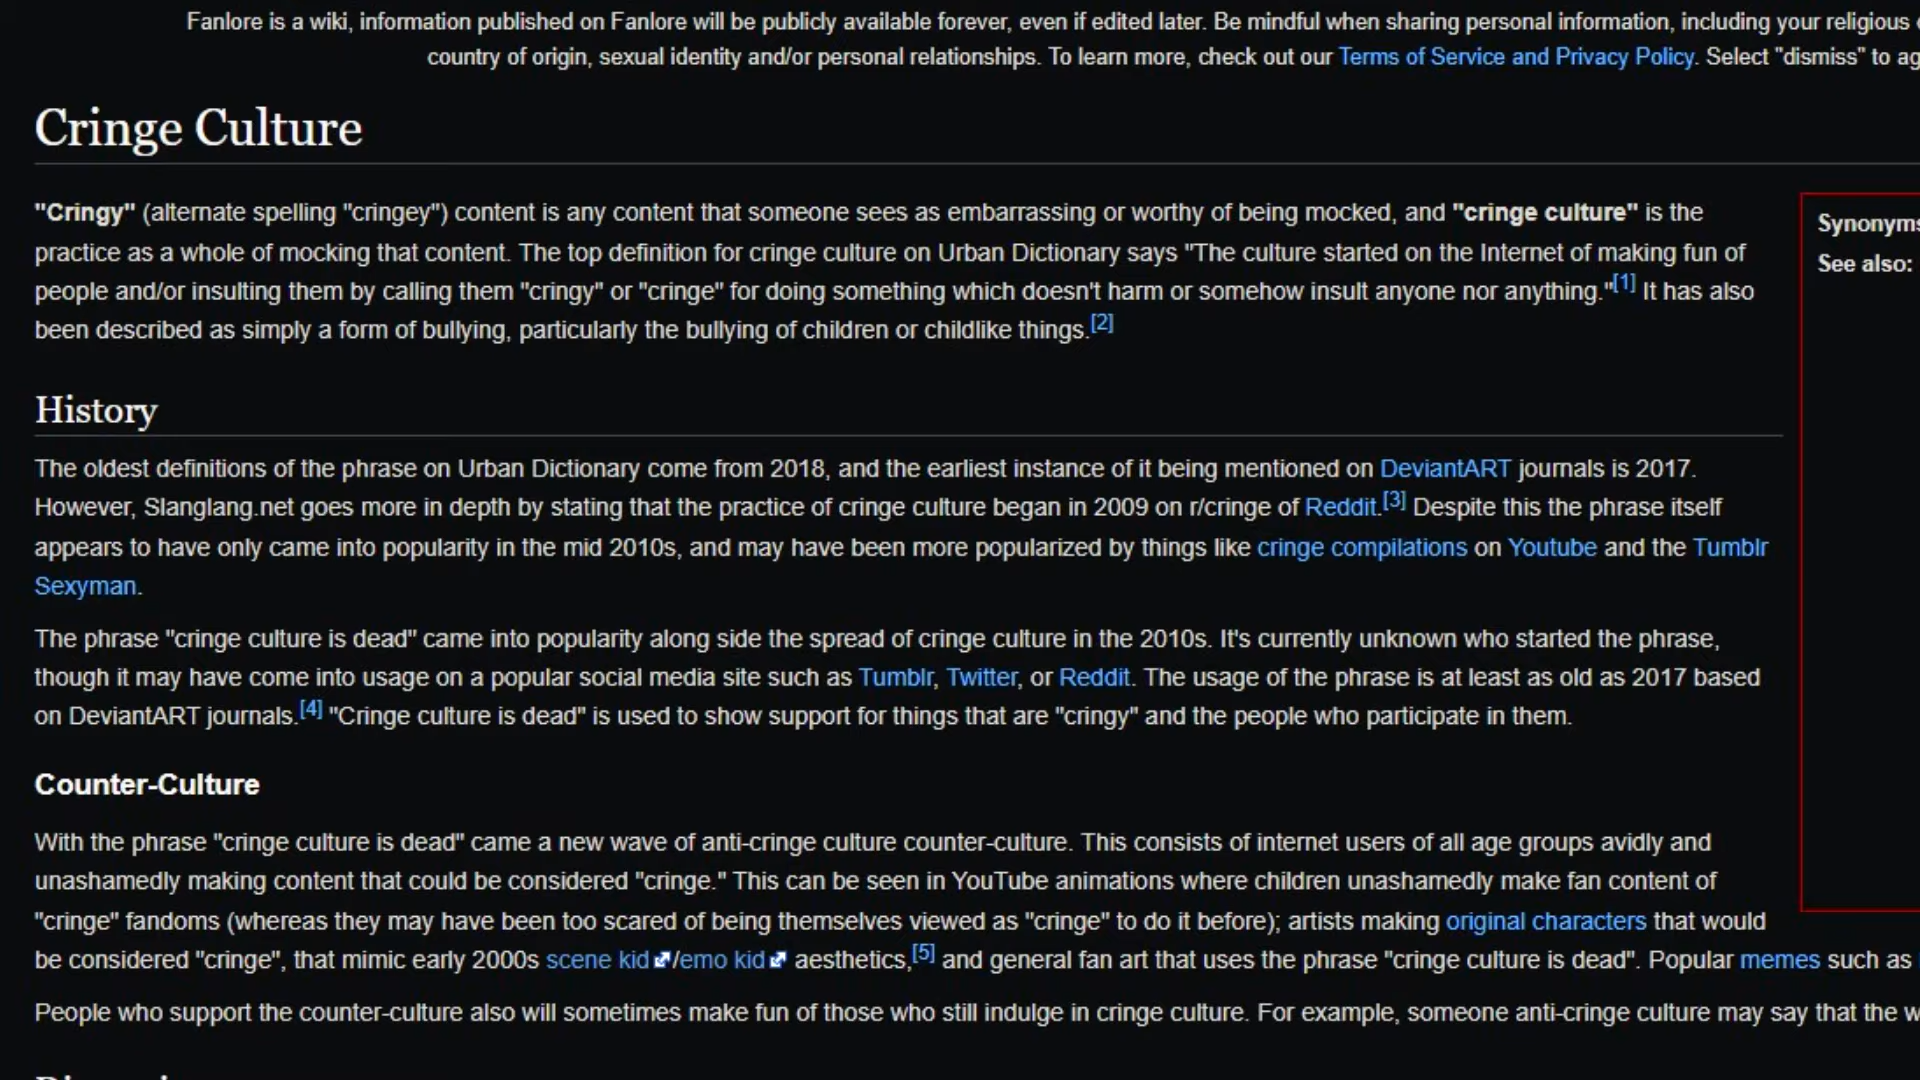 Fanlore is a wiki, information published on Fanlore will be publicly available forever, even if edited later. Be mindful when sharing personal information, including your religious
country of origin, sexual identity and/or personal relationships. To learn more, check out our Terms of Service and Privacy Policy. Select "dismiss" to
Cringe Culture
"Cringy" (alternate spelling "cringey") content is any content that someone sees as embarrassing or worthy of being mocked, and "cringe culture" is the
practice as a whole of mocking that content. The top definition for cringe culture on Urban Dictionary says "The culture started on the Internet of making fun of
people and/or insulting them by calling them "cringy" or "cringe" for doing something which doesn't harm or somehow insult anyone nor anything."[1] It has also
been described as simply a form of bullying, particularly the bullying of children or childlike things.[2]
Synonyms
See also:
History
The oldest definitions of the phrase on Urban Dictionary come from 2018, and the earliest instance of it being mentioned on DeviantART journals is 2017.
However, Slanglang.net goes more in depth by stating that the practice of cringe culture began in 2009 on r/cringe of Reddit.[3] Despite this the phrase itself
appears to have only came into popularity in the mid 2010s, and may have been more popularized by things like cringe compilations on Youtube and the Tumblr
Sexyman.
The phrase "cringe culture is dead" came into popularity along side the spread of cringe culture in the 2010s. It's currently unknown who started the phrase,
though it may have come into usage on a popular social media site such as Tumblr, Twitter, or Reddit. The usage of the phrase is at least as old as 2017 based
on DeviantART journals.[4] "Cringe culture is dead" is used to show support for things that are "cringy" and the people who participate in them.
Counter-Culture
With the phrase "cringe culture is dead" came a new wave of anti-cringe culture counter-culture. This consists of internet users of all age groups avidly and
unashamedly making content that could be considered "cringe." This can be seen in YouTube animations where children unashamedly make fan content of
"cringe" fandoms (whereas they may have been too scared of being themselves viewed as "cringe" to do it before); artists making original characters that would
be considered "cringe", that mimic early 2000s scene kid/emo kid aesthetics,[5] and general fan art that uses the phrase "cringe culture is dead". Popular memes such as
People who support the counter-culture also will sometimes make fun of those who still indulge in cringe culture. For example, someone anti-cringe culture may say that the